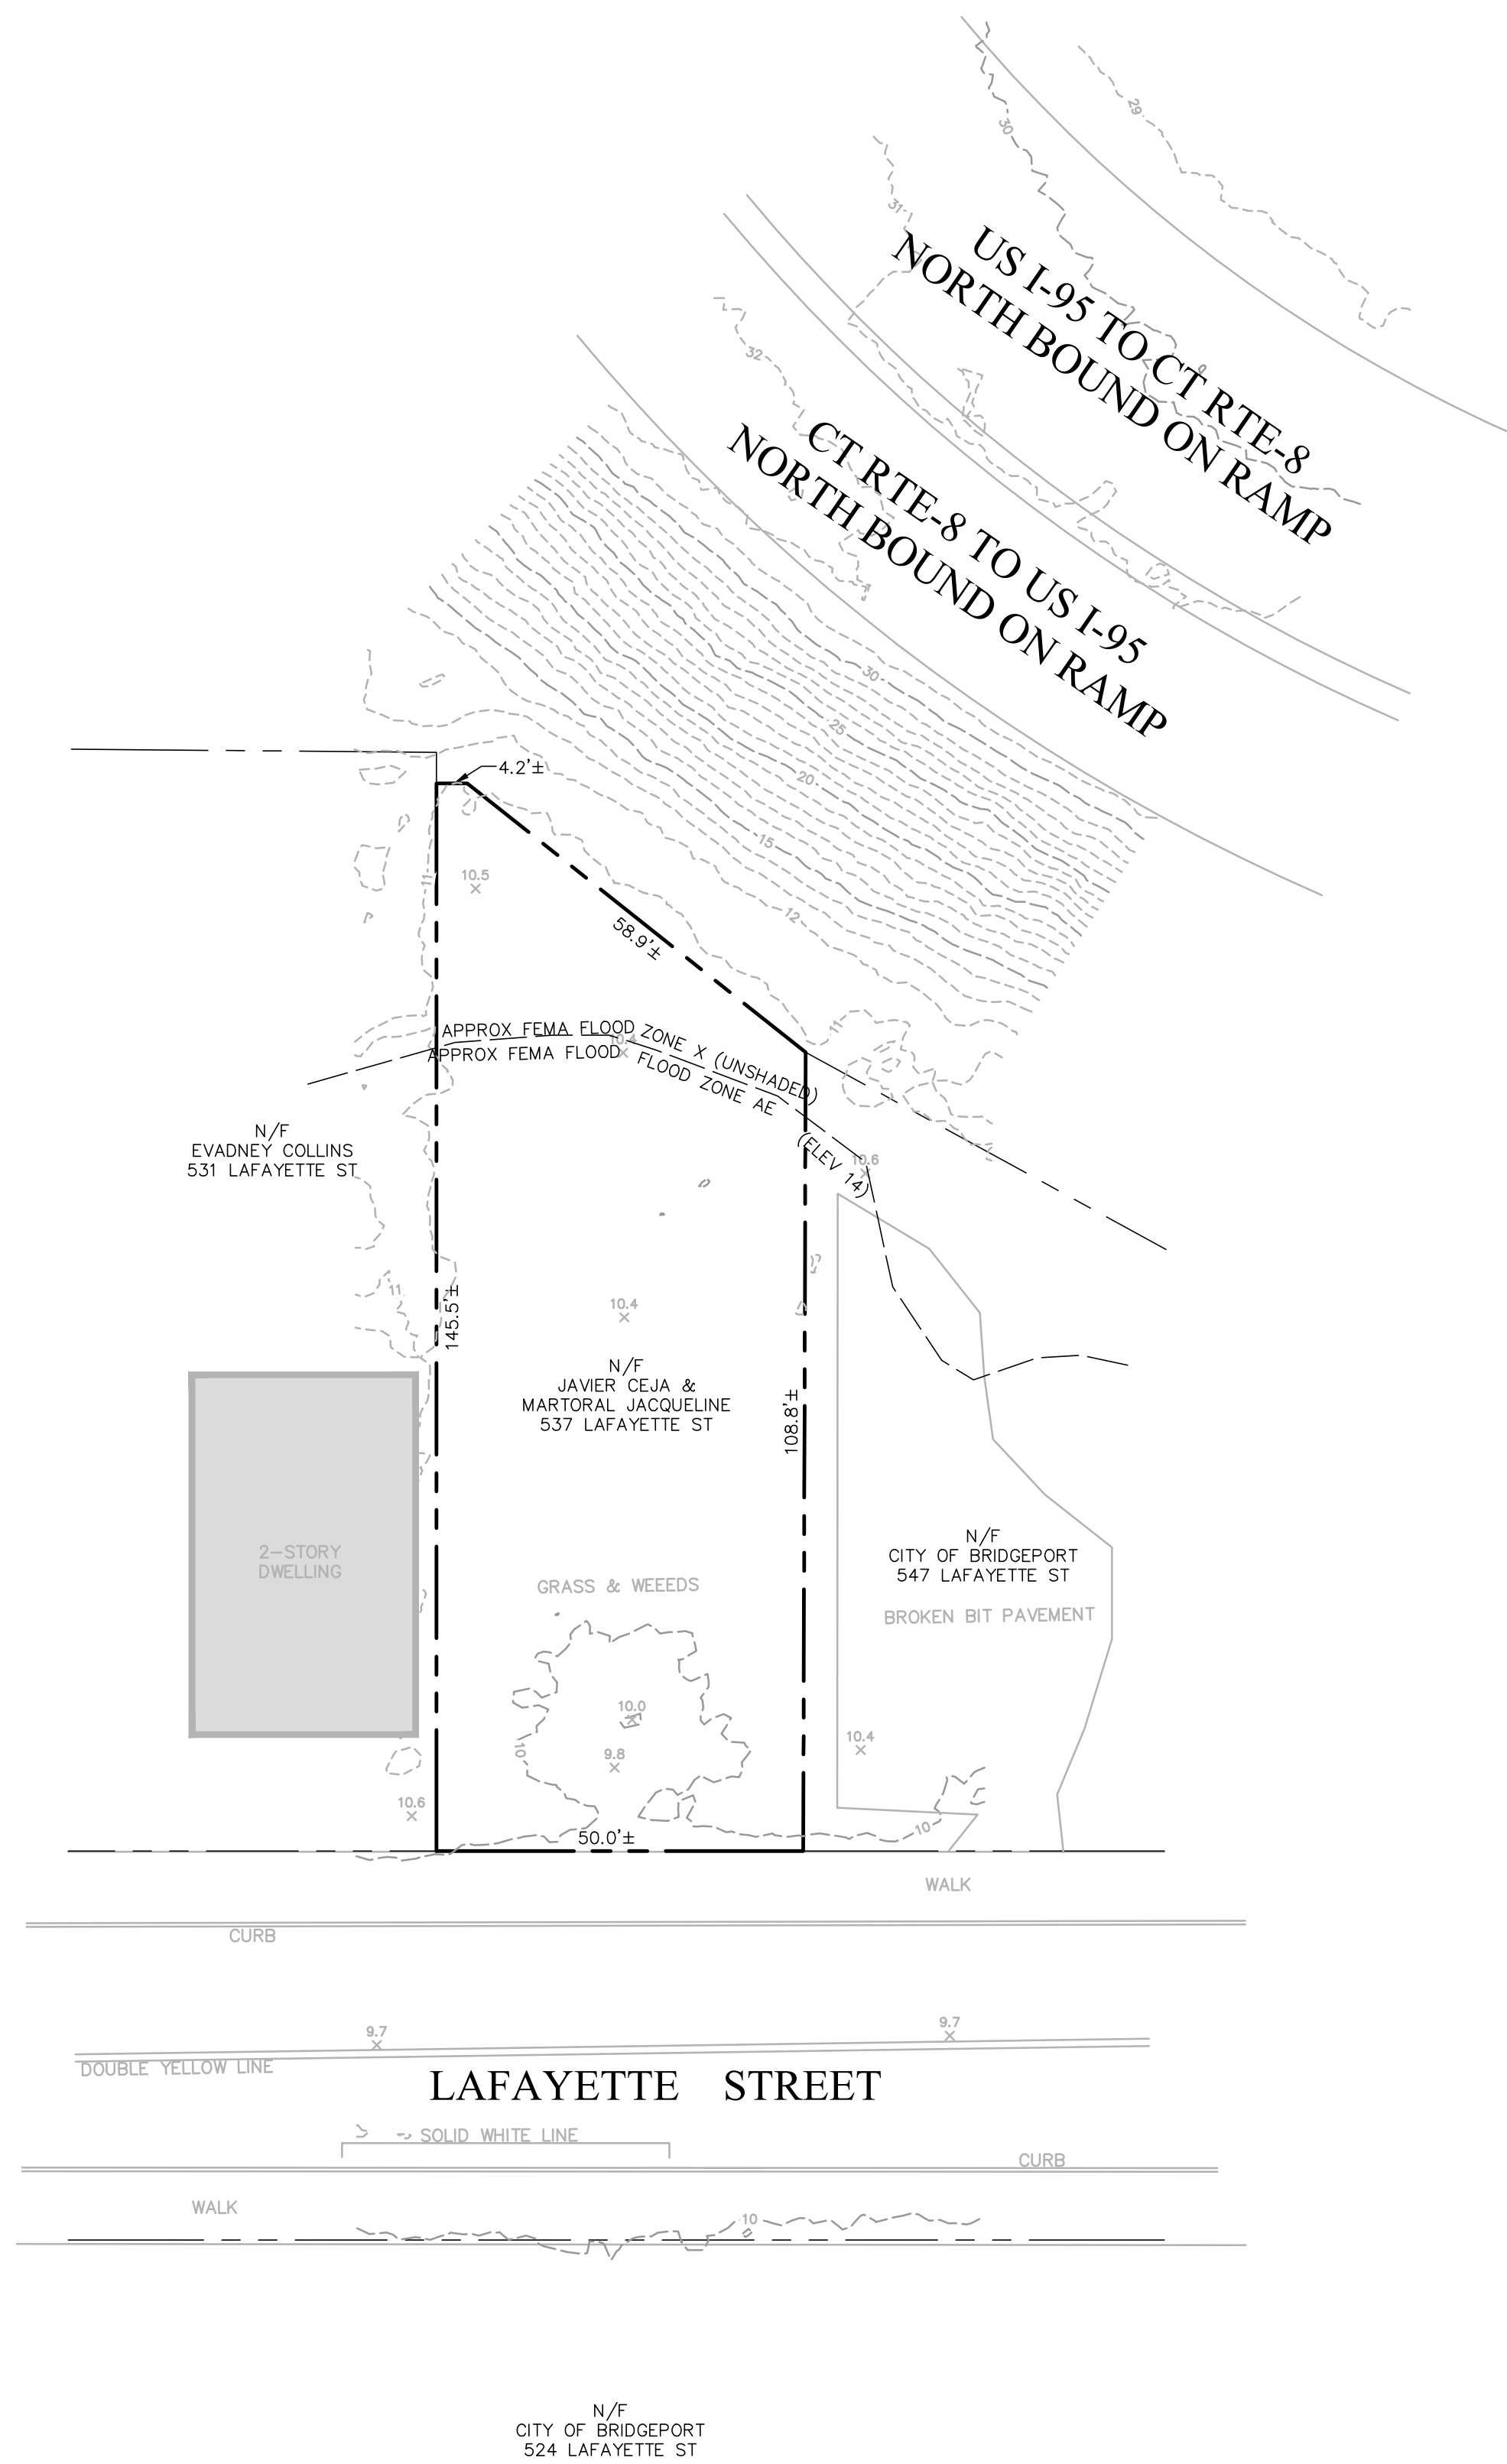 29
30
31
US I-95 TO CT RTE-8
NORTH BOUND ON RAMP
32
CT RTE-8 TO US I-95
NORTH BOUND ON RAMP
30
25
20
15
12
4.2'±
10.5
11
58.9'±
APPROX FEMA FLOOD ZONE X (UNSHADED)
10.4
APPROX FEMA FLOOD FLOOD ZONE AE (ELEV 14)
10.6
N/F
EVADNEY COLLINS
531 LAFAYETTE ST
11
145.5'±
10.4
N/F
JAVIER CEJA &
MARTORAL JACQUELINE
537 LAFAYETTE ST
108.8'±
N/F
CITY OF BRIDGEPORT
547 LAFAYETTE ST
BROKEN BIT PAVEMENT
2-STORY
DWELLING
GRASS & WEEEDS
10.0
10
9.8
10.4
10.6
10
50.0'±
WALK
CURB
9.7
9.7
DOUBLE YELLOW LINE
LAFAYETTE STREET
SOLID WHITE LINE
CURB
WALK
10
N/F
CITY OF BRIDGEPORT
524 LAFAYETTE ST